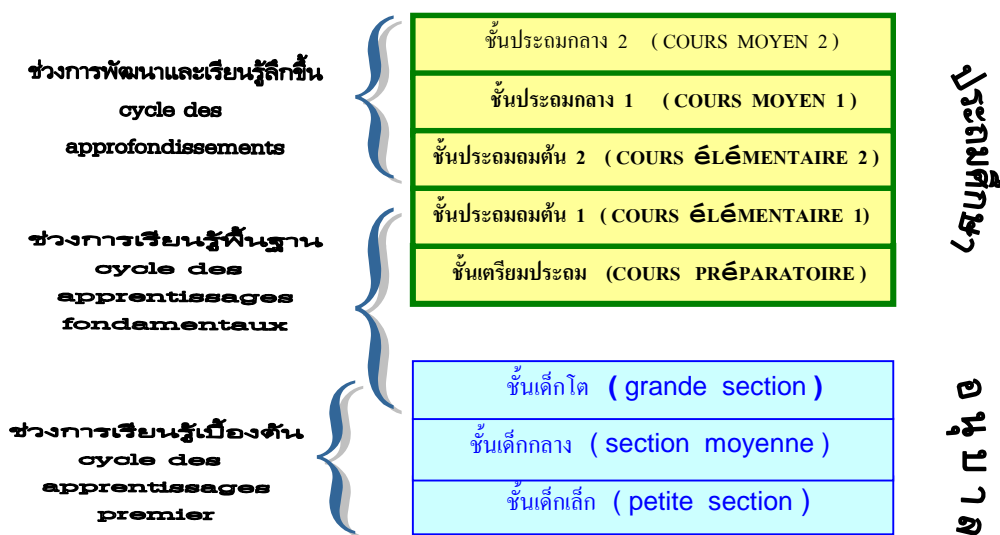 ช่วงการพัฒนาและเรียนรู้ลึกขึ้น
cycle des
approfondissements
ช่วงการเรียนรู้พื้นฐาน
cycle des
apprentissages
fondamentaux
ช่วงการเรียนรู้เบื้องต้น
cycle des
apprentissages
premier
ชั้นประถมกลาง 2 ( COURS MOYEN 2 )
ชั้นประถมกลาง 1 ( COURS MOYEN 1 )
ชั้นประถมถมต้น 2 ( COURS éLéMENTAIRE 2 )
ชั้นประถมถมต้น 1 ( COURS éLéMENTAIRE 1)
ชั้นเตรียมประถม (COURS PRéPARATOIRE )
ชั้นเด็กโต ( grande section )
ชั้นเด็กกลาง ( section moyenne )
ชั้นเด็กเล็ก ( petite section )
ประถมศึกษา
อนุบาล